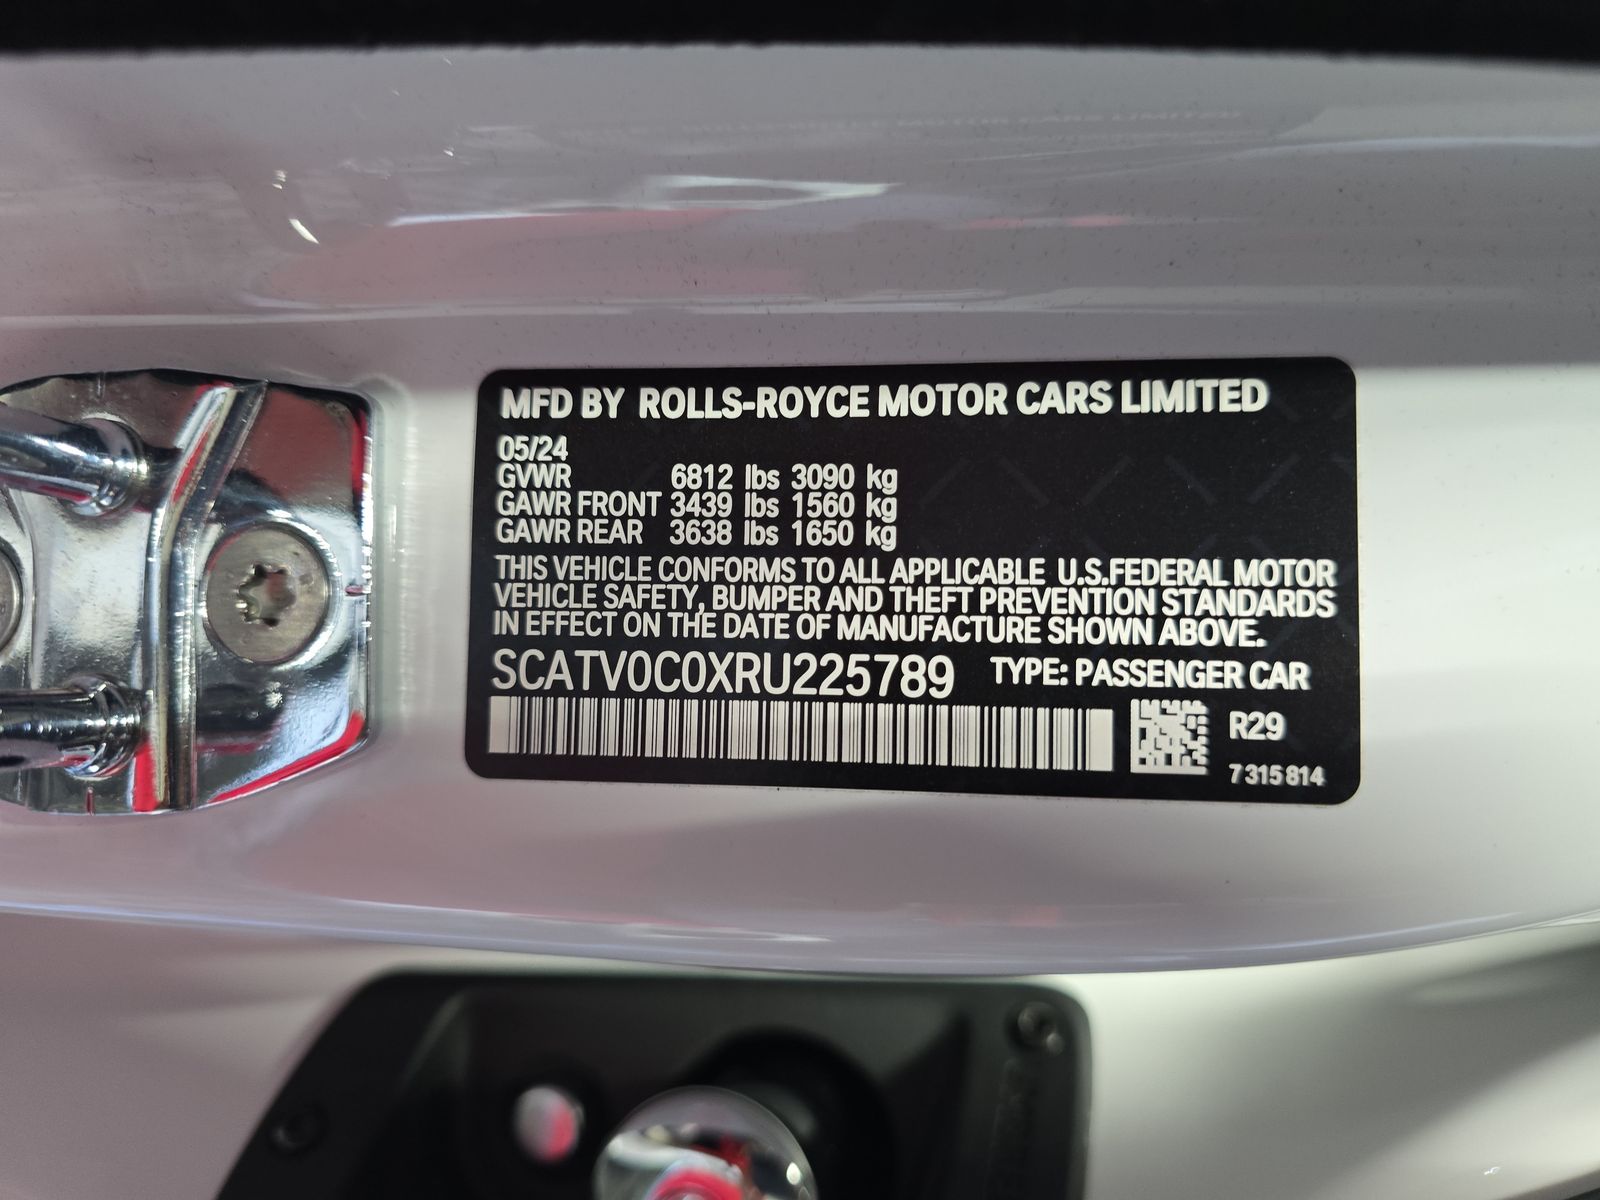 MFD BY ROLLS-ROYCE MOTOR CARS LIMITED
05/24
GVWR 6812 lbs 3090 kg
GAWR FRONT 3439 lbs 1560 kg
GAWR REAR 3638 lbs 1650 kg
THIS VEHICLE CONFORMS TO ALL APPLICABLE U.S.FEDERAL MOTOR
VEHICLE SAFETY, BUMPER AND THEFT PREVENTION STANDARDS
IN EFFECT ON THE DATE OF MANUFACTURE SHOWN ABOVE.
SCATV0C0XRU225789 TYPE: PASSENGER CAR
R29
7 315 814